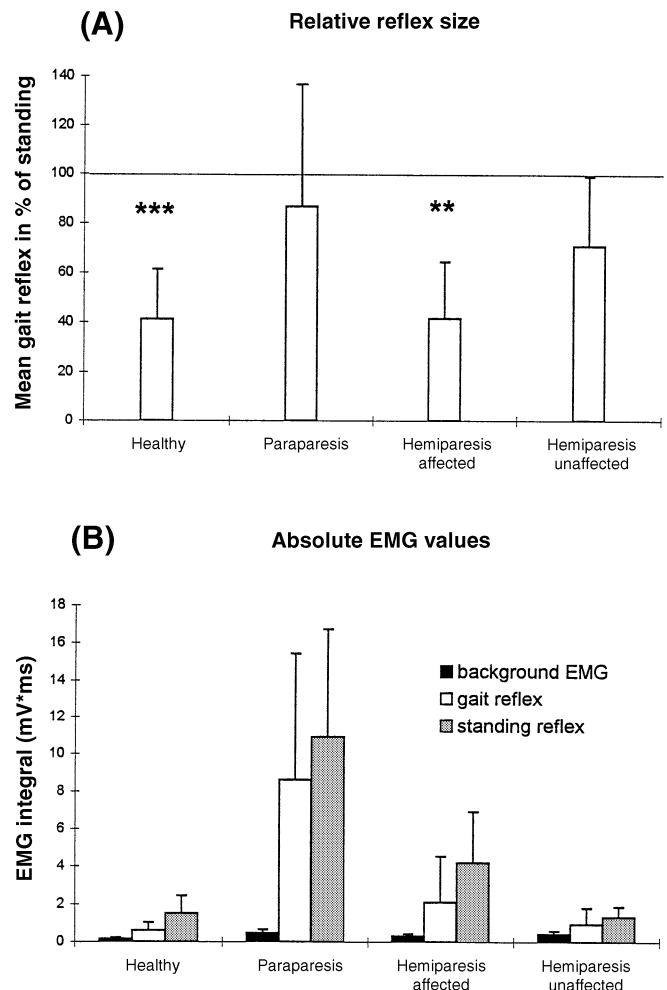 (A)
Relative reflex size
Mean gait reflex in % of standing
140
120
100
80
60
40
20
0
***
**
Healthy
Paraparesis
Hemiparesis
affected
Hemiparesis
unaffected
(B)
Absolute EMG values
EMG integral (mV*ms)
18
16
14
12
10
8
6
4
2
0
background EMG
gait reflex
standing reflex
Healthy
Paraparesis
Hemiparesis
affected
Hemiparesis
unaffected